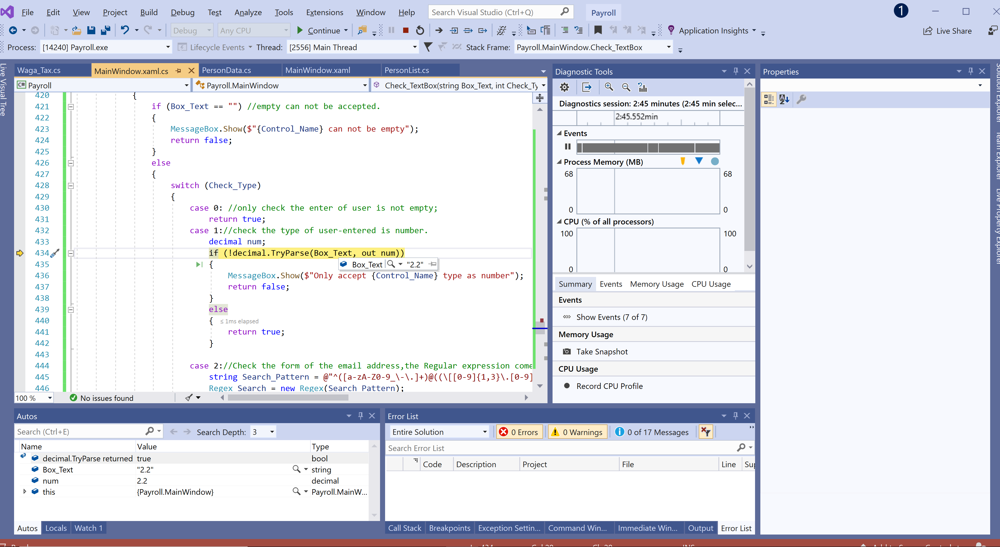 File Edit View Project Build Debug Test Analyze Tools Extensions Window Help Search Visual Studio (Ctrl+Q) Payroll 1
Debug Any CPU Continue Application Insights Live Share
Process: [14240] Payroll.exe Lifecycle Events Thread: [2556] Main Thread Stack Frame: Payroll.MainWindow.Check_TextBox
Live Visual Tree
Waga_Tax.cs MainWindow.xaml.cs PersonData.cs MainWindow.xaml PersonList.cs
C# Payroll Payroll.MainWindow Check_TextBox(string Box_Text, int Check_Ty
420 {
421 if (Box_Text == "") //empty can not be accepted.
422 {
423 MessageBox.Show($"{Control_Name} can not be empty");
424 return false;
425 }
426 else
427 {
428 switch (Check_Type)
429 {
430 case 0: //only check the enter of user is not empty;
431 return true;
432 case 1://check the type of user-entered is number.
433 decimal num;
434 if (!decimal.TryParse(Box_Text, out num))
435 {
Box_Text "2.2"
436 MessageBox.Show($"Only accept {Control_Name} type as number");
437 return false;
438 }
439 else
440 { ≤ 1ms elapsed
441 return true;
442 }
443
444 case 2://Check the form of the email address,the Regular expression come
445 string Search_Pattern = @"^([a-zA-Z0-9_\-\.]+)@((\[[0-9]{1,3}\.[0-9]
446 Regex Search = new Regex(Search_Pattern);
100 % No issues found
Diagnostic Tools
Diagnostics session: 2:45 minutes (2:45 min selec...
2:45.552min
Events
Process Memory (MB)
68 68
0 0
CPU (% of all processors)
100 100
0 0
Summary Events Memory Usage CPU Usage
Events
Show Events (7 of 7)
Memory Usage
Take Snapshot
CPU Usage
Record CPU Profile
Properties
Solution Explorer
Team Explorer
Live Property Explorer
Autos
Search (Ctrl+E) Search Depth: 3
Name Value Type
decimal.TryParse returned true bool
Box_Text "2.2" string
num 2.2 decimal
this {Payroll.MainWindow} Payroll.MainW...
Autos Locals Watch 1
Error List
Entire Solution 0 Errors 0 Warnings 0 of 17 Messages
Search Error List
Code Description Project File Line Sup
Call Stack Breakpoints Exception Settin... Command Win... Immediate Win... Output Error List